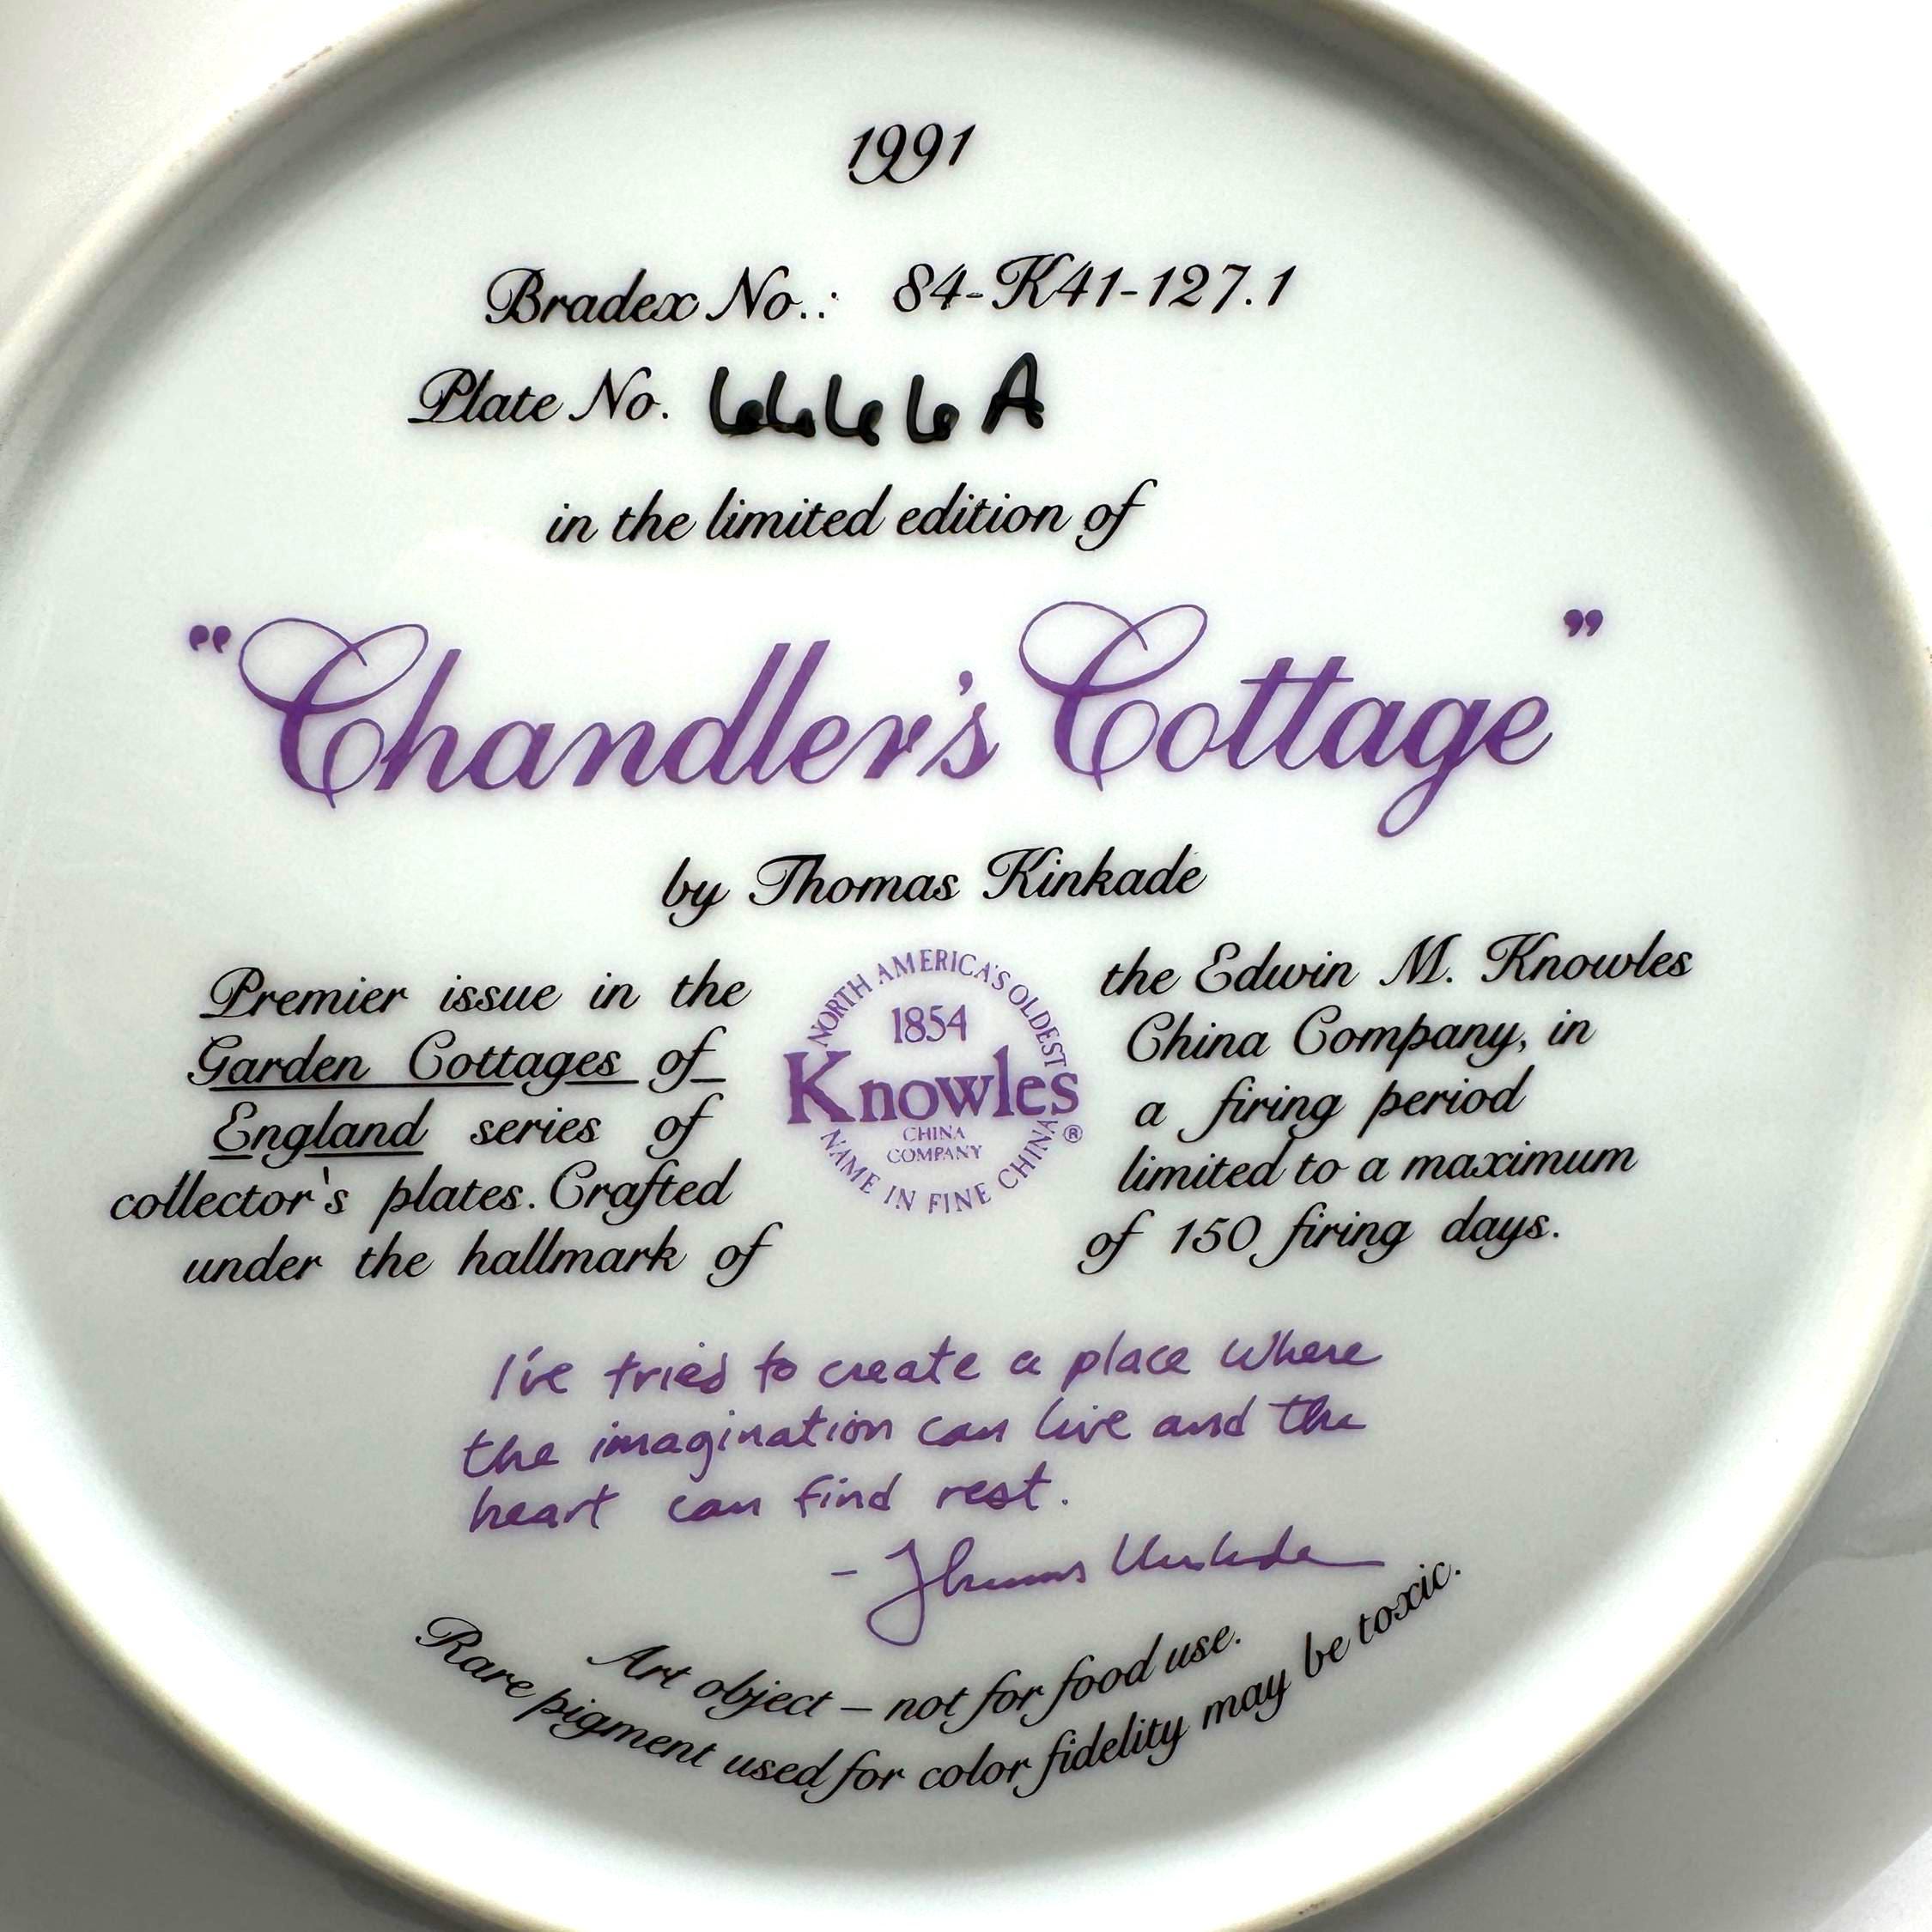 1991
Bradex No.: 84-K41-127.1
Plate No. 6666A
in the limited edition of
"Chandler's Cottage"
by Thomas Kinkade
Premier issue in the
Garden Cottages of
England series of
collector's plates. Crafted
under the hallmark of
NORTH AMERICA'S OLDEST
1854
Knowles
CHINA
COMPANY
®
NAME IN FINE CHINA
the Edwin M. Knowles
China Company, in
a firing period
limited to a maximum
of 150 firing days.
I've tried to create a place where
the imagination can live and the
heart can find rest.
- Thomas Kinkade
Art object – not for food use.
Rare pigment used for color fidelity may be toxic.